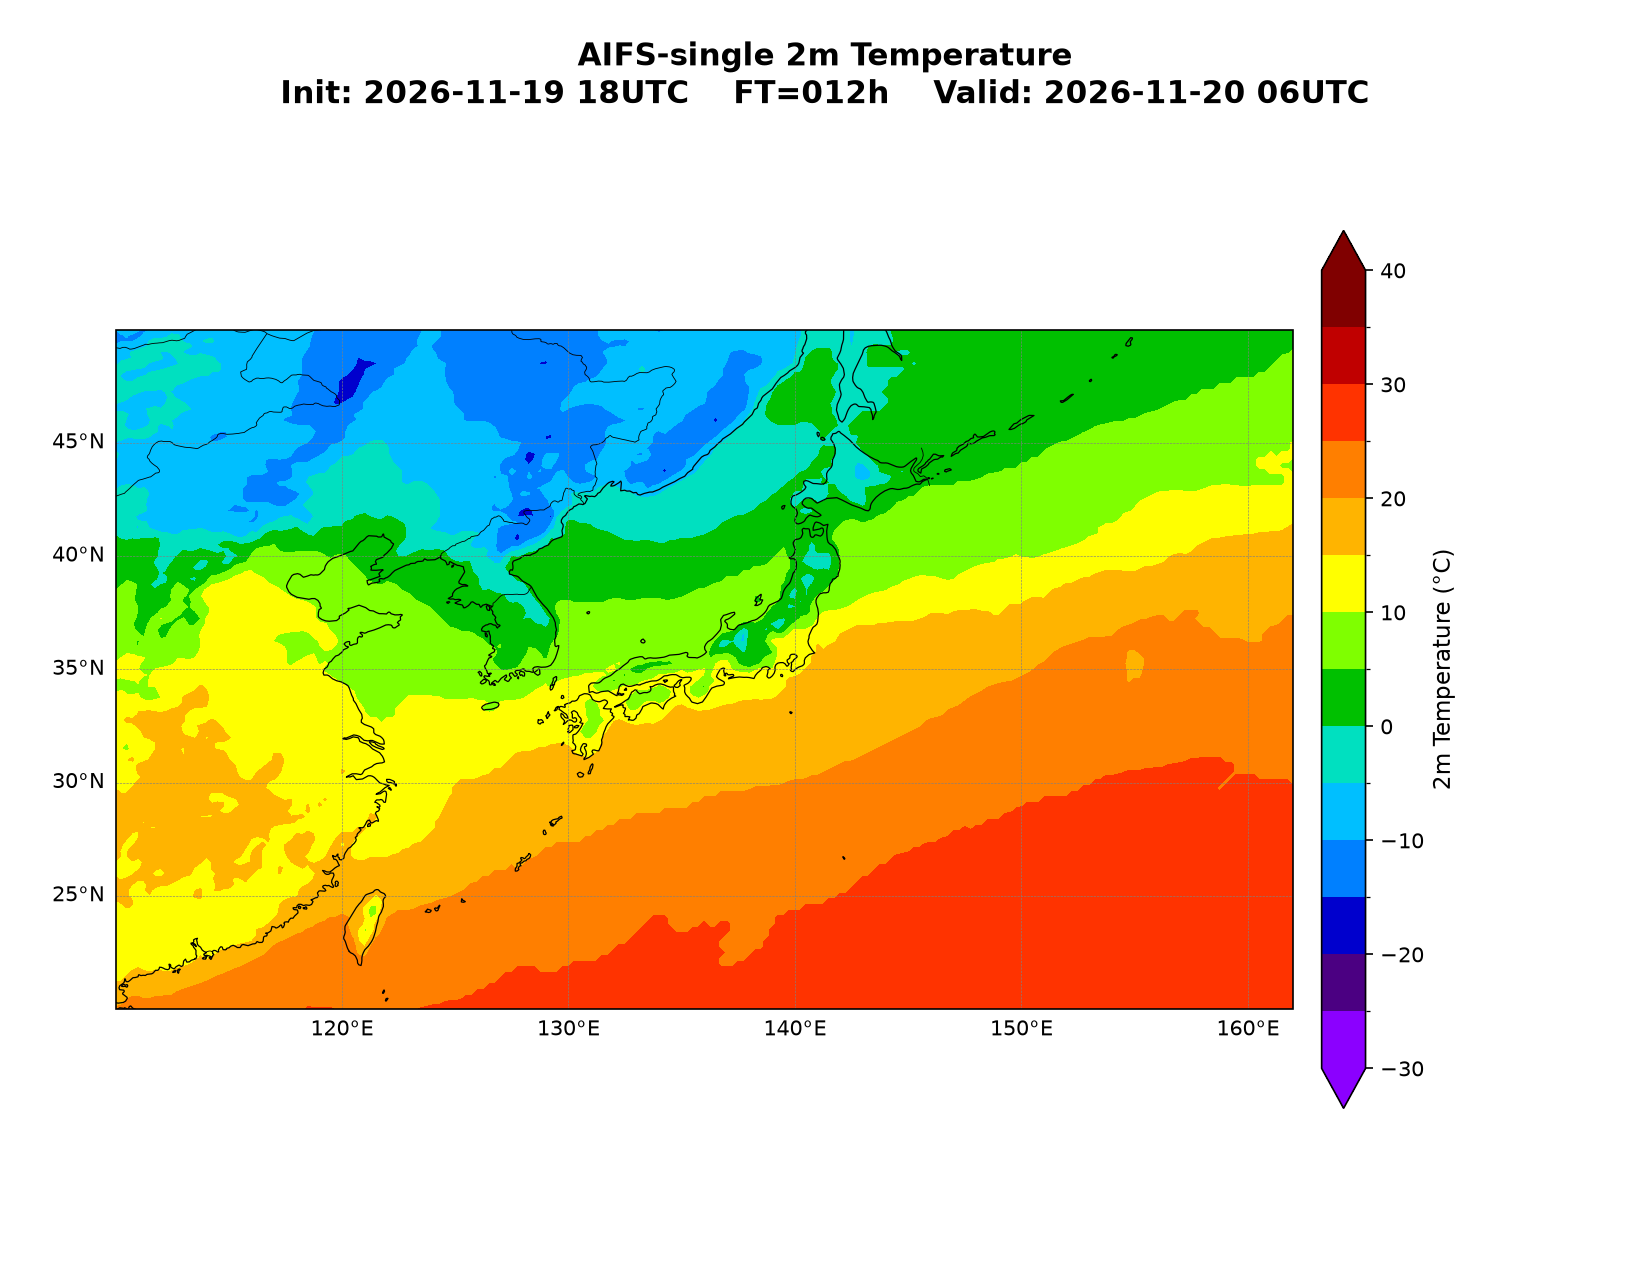 AIFS-single 2m Temperature
Init: 2026-11-19 18UTC    FT=012h    Valid: 2026-11-20 06UTC
45°N
40°N
35°N
30°N
25°N
120°E
130°E
140°E
150°E
160°E
40
30
20
10
0
−10
−20
−30
2m Temperature (°C)